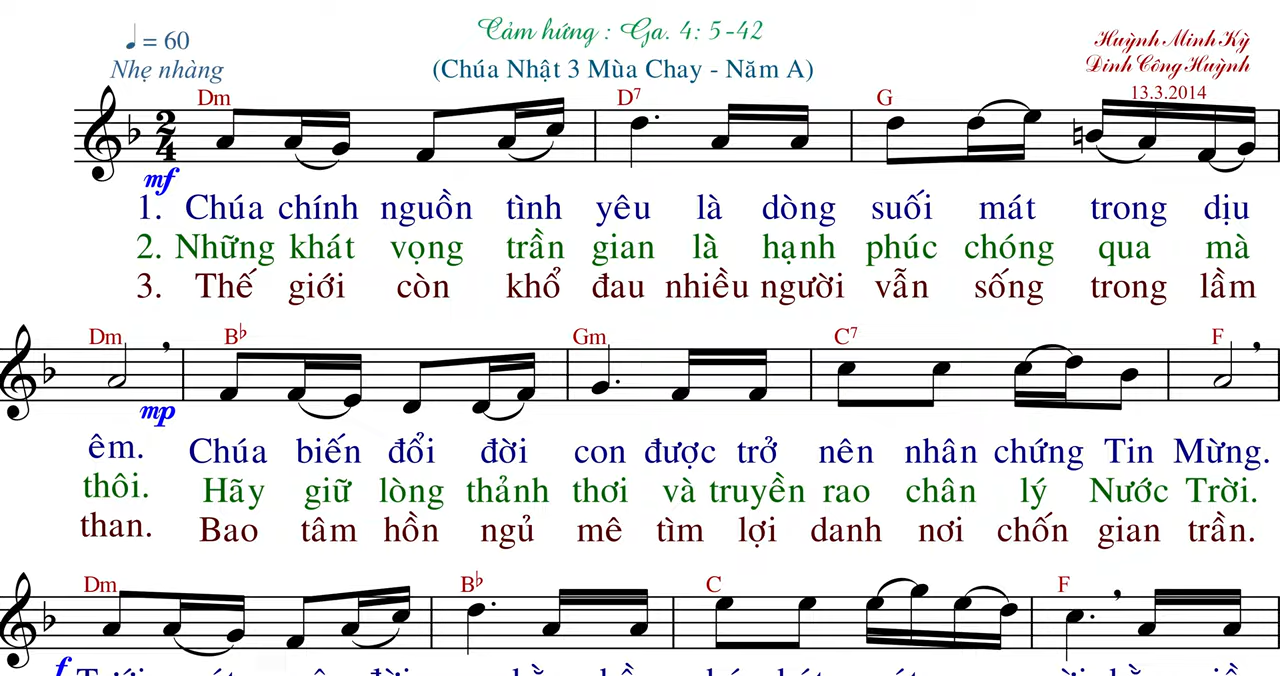 Cảm hứng : Ga. 4: 5-42
♩ = 60
Nhẹ nhàng
(Chúa Nhật 3 Mùa Chay - Năm A)
Huỳnh Minh Kỳ
Đinh Công Huỳnh
13.3.2014
Dm D7 G
2
4
mf
1. Chúa chính nguồn tình yêu là dòng suối mát trong dịu
2. Những khát vọng trần gian là hạnh phúc chóng qua mà
3. Thế giới còn khổ đau nhiều người vẫn sống trong lầm
Dm B♭ Gm C7 F
mp
êm. Chúa biến đổi đời con được trở nên nhân chứng Tin Mừng.
thôi. Hãy giữ lòng thảnh thơi và truyền rao chân lý Nước Trời.
than. Bao tâm hồn ngủ mê tìm lợi danh nơi chốn gian trần.
Dm B♭ C F
f